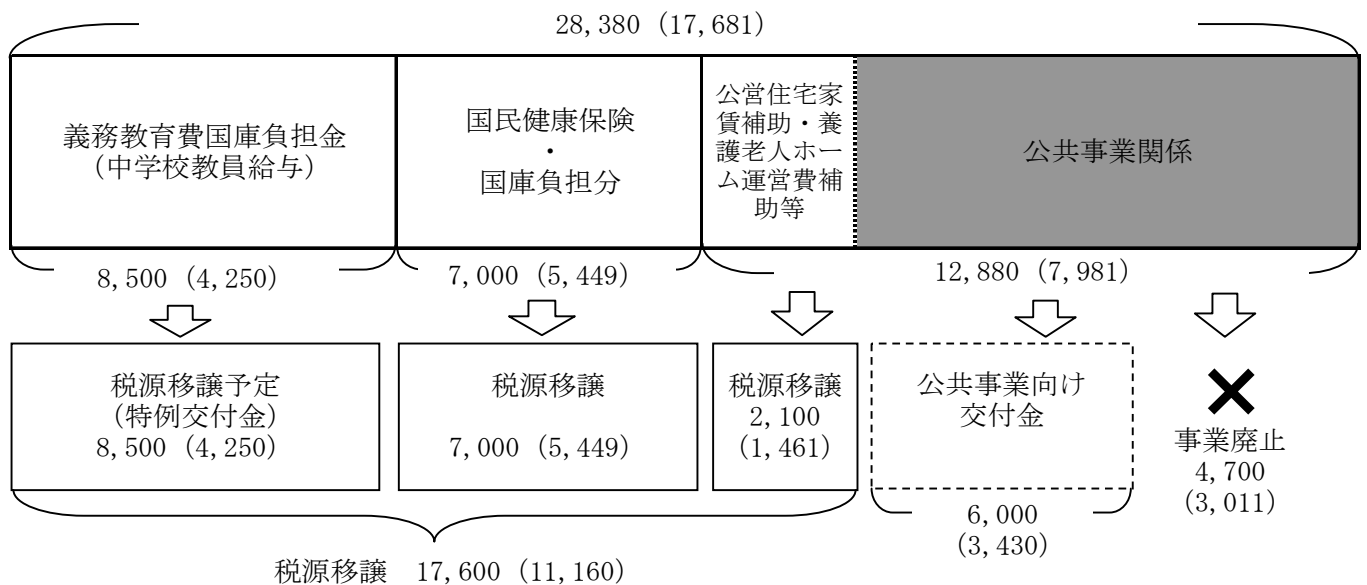 28,380（17,681）
義務教育費国庫負担金
（中学校教員給与）
国民健康保険
・
国庫負担分
公営住宅家
賃補助・養
護老人ホー
ム運営費補
助等
公共事業関係
8,500（4,250）
7,000（5,449）
12,880（7,981）
税源移譲予定
（特例交付金）
8,500（4,250）
税源移譲
7,000（5,449）
税源移譲
2,100
（1,461）
公共事業向け
交付金
事業廃止
4,700
（3,011）
6,000
（3,430）
税源移譲　17,600（11,160）